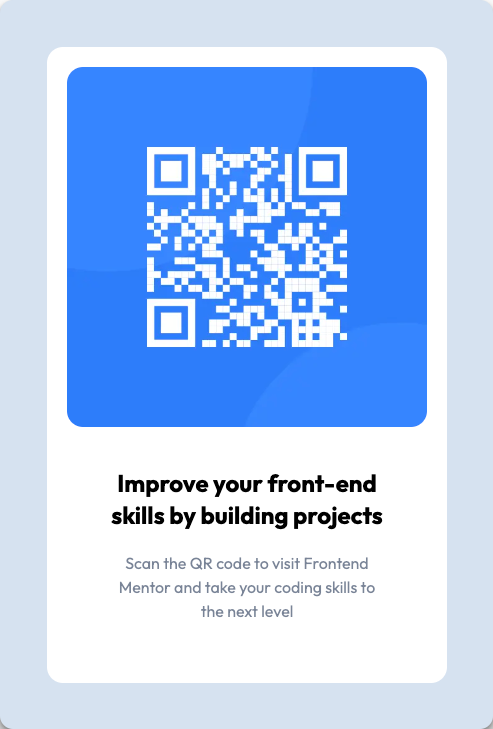 Improve your front-end
skills by building projects
Scan the QR code to visit Frontend
Mentor and take your coding skills to
the next level